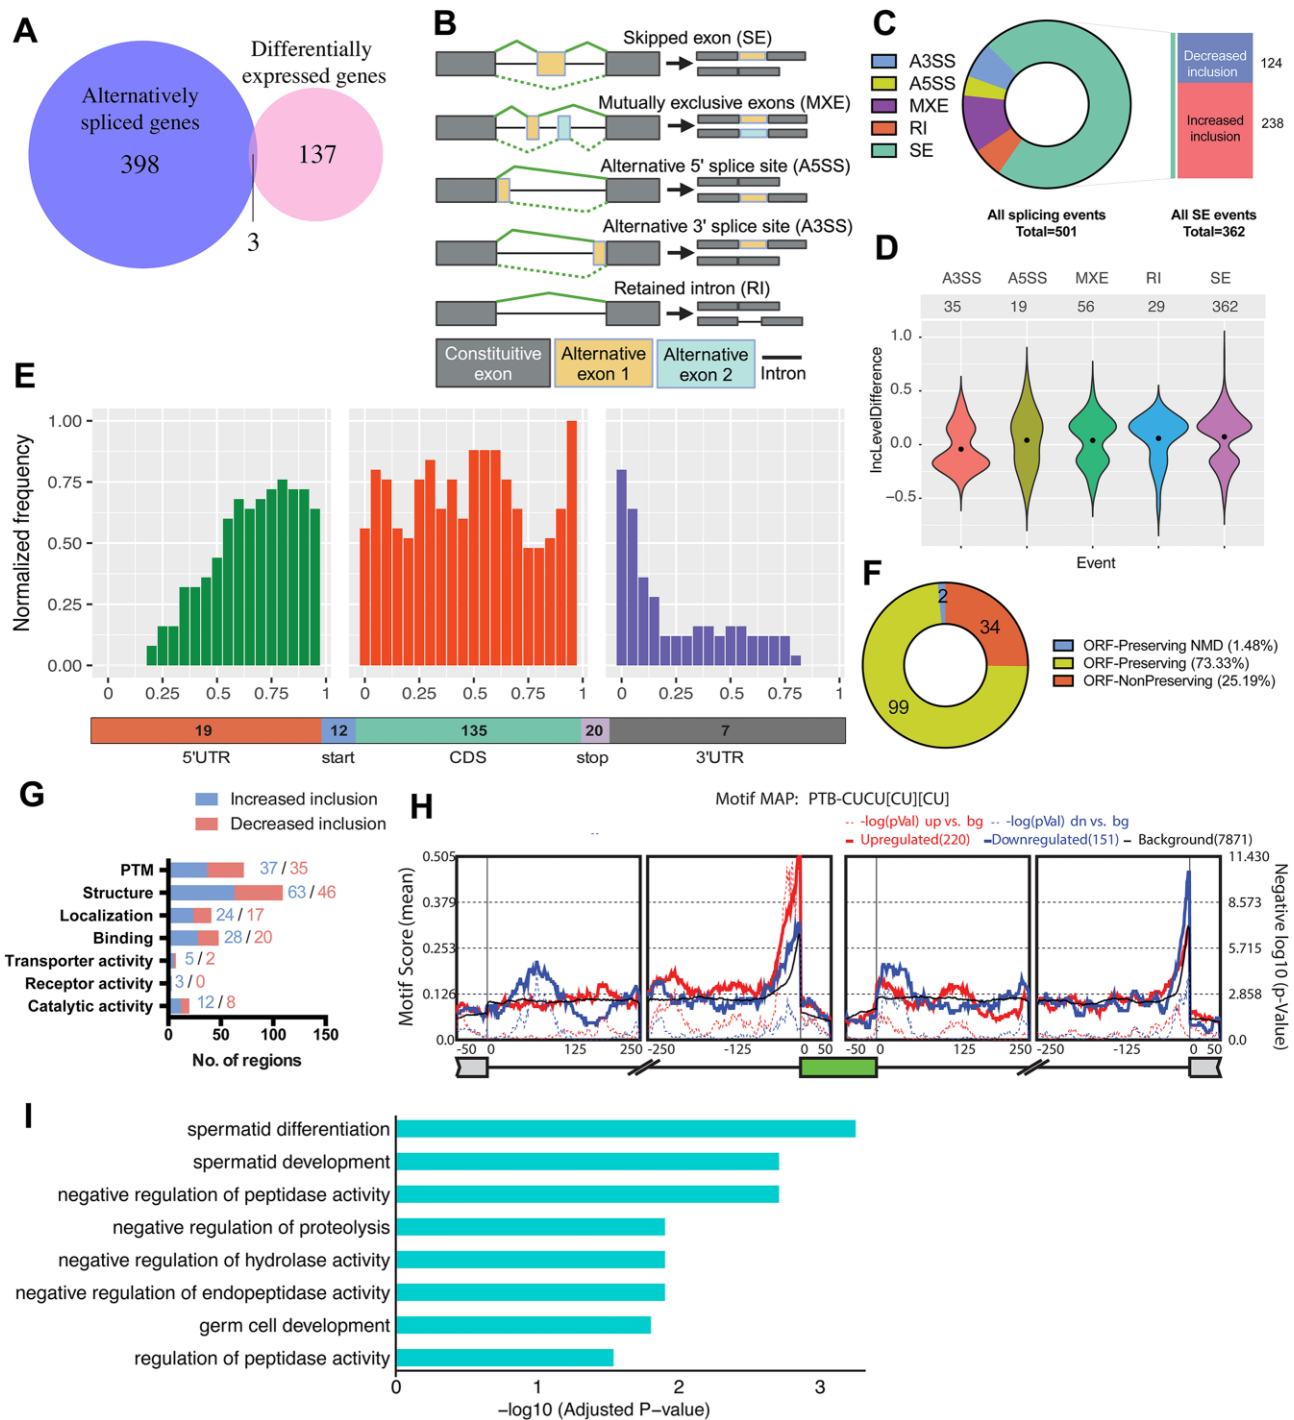 A
Differentially
expressed genes
Alternatively
spliced genes
398
137
3
B
Skipped exon (SE)
Mutually exclusive exons (MXE)
Alternative 5' splice site (A5SS)
Alternative 3' splice site (A3SS)
Retained intron (RI)
Constituitive
exon
Alternative
exon 1
Alternative
exon 2
Intron
C
A3SS
A5SS
MXE
RI
SE
Decreased
inclusion
124
Increased
inclusion
238
All splicing events
Total=501
All SE events
Total=362
D
A3SS A5SS MXE RI SE
35 19 56 29 362
IncLevelDifference
1.0
0.5
0.0
−0.5
Event
E
Normalized frequency
1.00
0.75
0.50
0.25
0.00
0 0.25 0.5 0.75 1
0 0.25 0.5 0.75 1
0 0.25 0.5 0.75 1
19 12 135 20 7
5'UTR start CDS stop 3'UTR
F
2
34
99
ORF-Preserving NMD (1.48%)
ORF-Preserving (73.33%)
ORF-NonPreserving (25.19%)
G
Increased inclusion
Decreased inclusion
PTM 37 / 35
Structure 63 / 46
Localization 24 / 17
Binding 28 / 20
Transporter activity 5 / 2
Receptor activity 3 / 0
Catalytic activity 12 / 8
0 50 100 150
No. of regions
H
Motif MAP: PTB-CUCU[CU][CU]
-log(pVal) up vs. bg -log(pVal) dn vs. bg
Upregulated(220) Downregulated(151) Background(7871)
Motif Score (mean)
0.505
0.379
0.253
0.126
0.0
11.430
8.573
5.715
2.858
0.0
Negative log10 (p-Value)
-50 0 125 250 -250 -125 0 50 -50 0 125 250 -250 -125 0 50
I
spermatid differentiation
spermatid development
negative regulation of peptidase activity
negative regulation of proteolysis
negative regulation of hydrolase activity
negative regulation of endopeptidase activity
germ cell development
regulation of peptidase activity
0 1 2 3
−log10 (Adjusted P−value)